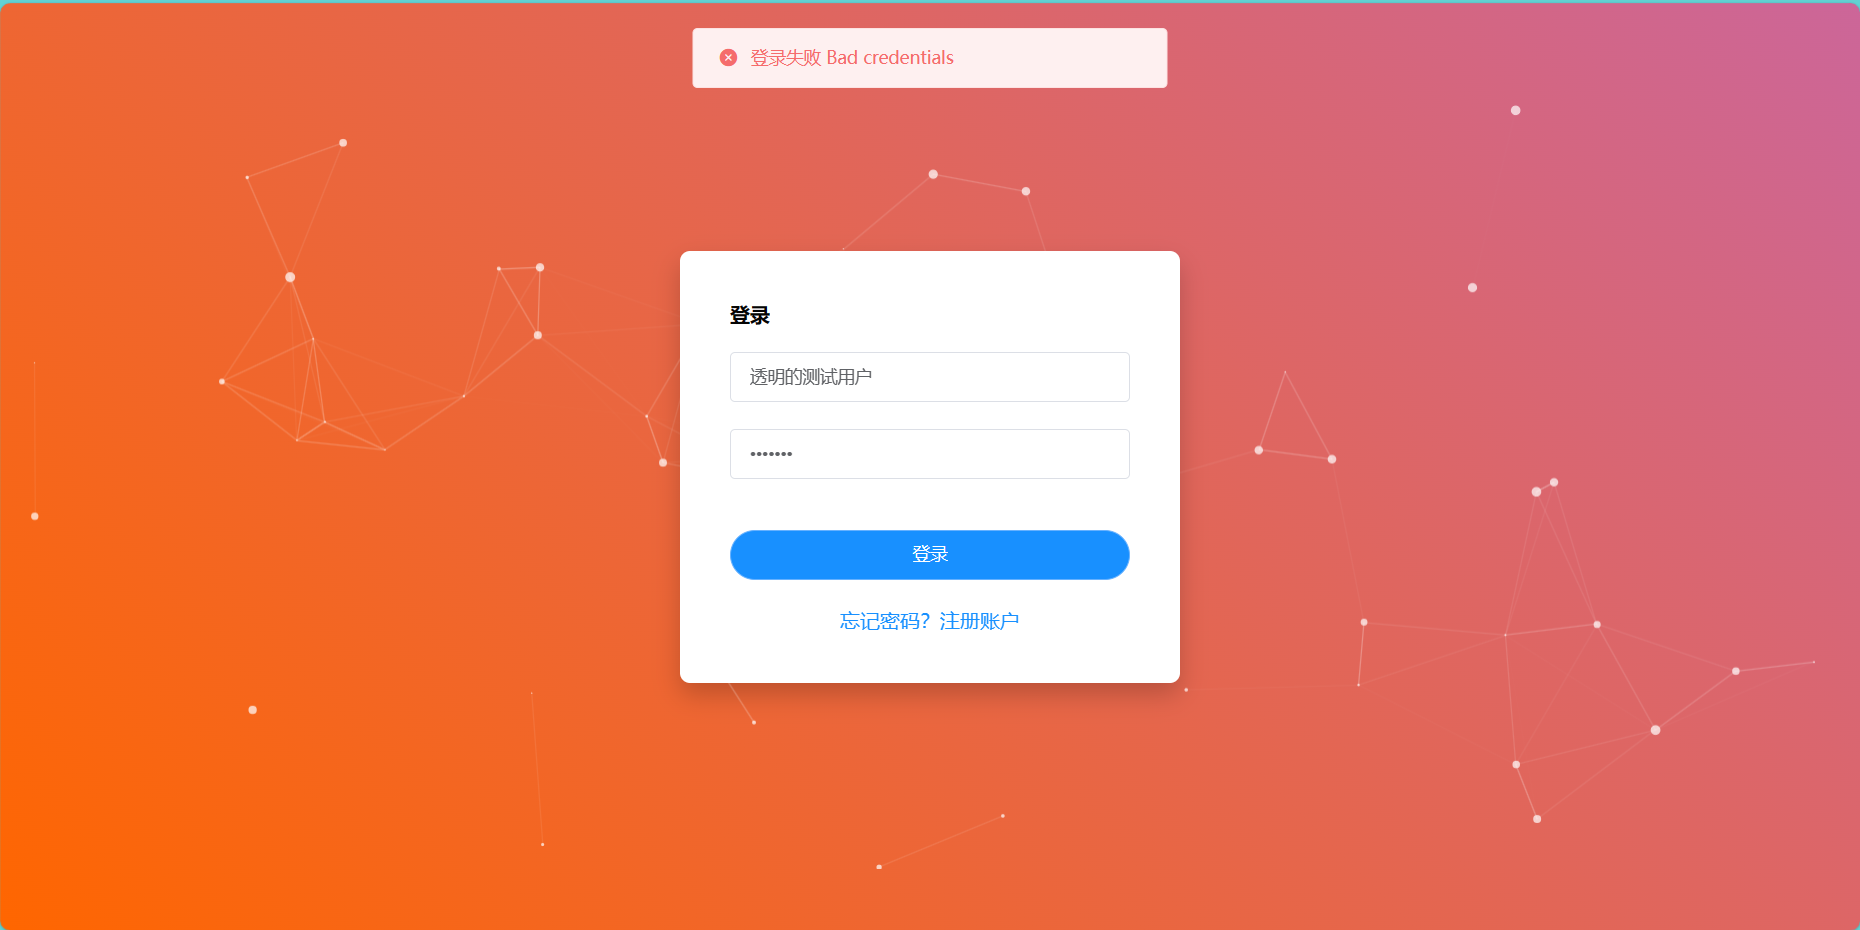 登录失败 Bad credentials
登录
透明的测试用户
•••••••
登录
忘记密码？注册账户